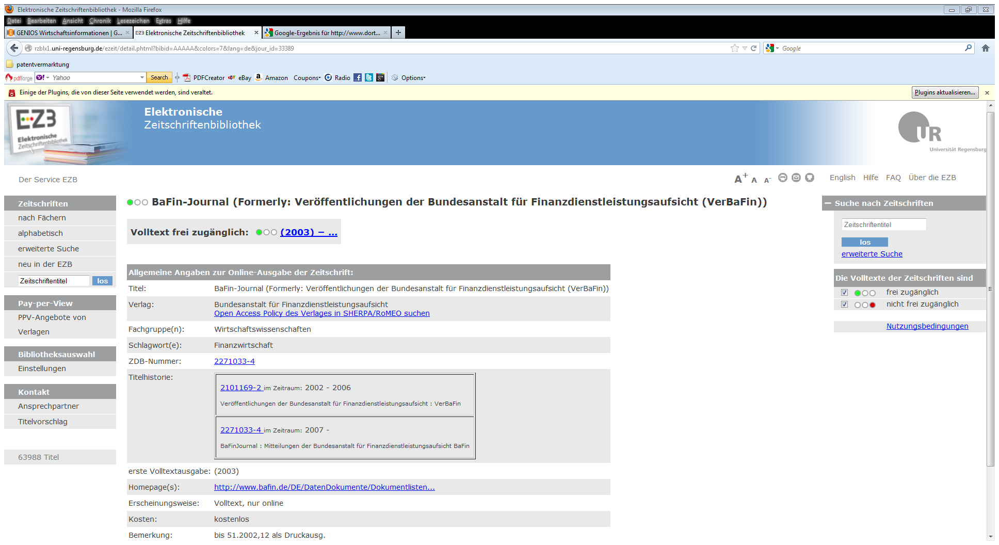 Elektronische Zeitschriftenbibliothek - Mozilla Firefox
Datei Bearbeiten Ansicht Chronik Lesezeichen Extras Hilfe
GENIOS Wirtschaftsinformationen | G... × EZ3 Elektronische Zeitschriftenbibliothek × Google-Ergebnis für http://www.dort... × +
rzblx1.uni-regensburg.de/ezeit/detail.phtml?bibid=AAAAA&colors=7&lang=de&jour_id=33389
Google
patentvermarktung
pdfforge Y! Yahoo Search PDFCreator eBay Amazon Coupons Radio Options
Einige der Plugins, die von dieser Seite verwendet werden, sind veraltet.
Plugins aktualisieren... ×
EZ3
Elektronische
Zeitschriftenbibliothek
Elektronische
Zeitschriftenbibliothek
UR
Universität Regensburg
Der Service EZB
A+ A A-
English Hilfe FAQ Über die EZB
Zeitschriften
nach Fächern
alphabetisch
erweiterte Suche
neu in der EZB
Zeitschriftentitel los
Pay-per-View
PPV-Angebote von
Verlagen
Bibliotheksauswahl
Einstellungen
Kontakt
Ansprechpartner
Titelvorschlag
63988 Titel
BaFin-Journal (Formerly: Veröffentlichungen der Bundesanstalt für Finanzdienstleistungsaufsicht (VerBaFin))
Volltext frei zugänglich: (2003) − ...
Allgemeine Angaben zur Online-Ausgabe der Zeitschrift:
Titel: BaFin-Journal (Formerly: Veröffentlichungen der Bundesanstalt für Finanzdienstleistungsaufsicht (VerBaFin))
Verlag: Bundesanstalt für Finanzdienstleistungsaufsicht
Open Access Policy des Verlages in SHERPA/RoMEO suchen
Fachgruppe(n): Wirtschaftswissenschaften
Schlagwort(e): Finanzwirtschaft
ZDB-Nummer: 2271033-4
Titelhistorie:
2101169-2 im Zeitraum: 2002 - 2006
Veröffentlichungen der Bundesanstalt für Finanzdienstleistungsaufsicht : VerBaFin
2271033-4 im Zeitraum: 2007 -
BaFinJournal : Mitteilungen der Bundesanstalt für Finanzdienstleistungsaufsicht BaFin
erste Volltextausgabe: (2003)
Homepage(s): http://www.bafin.de/DE/DatenDokumente/Dokumentlisten...
Erscheinungsweise: Volltext, nur online
Kosten: kostenlos
Bemerkung: bis 51.2002,12 als Druckausg.
Suche nach Zeitschriften
Zeitschriftentitel
los
erweiterte Suche
Die Volltexte der Zeitschriften sind
frei zugänglich
nicht frei zugänglich
Nutzungsbedingungen